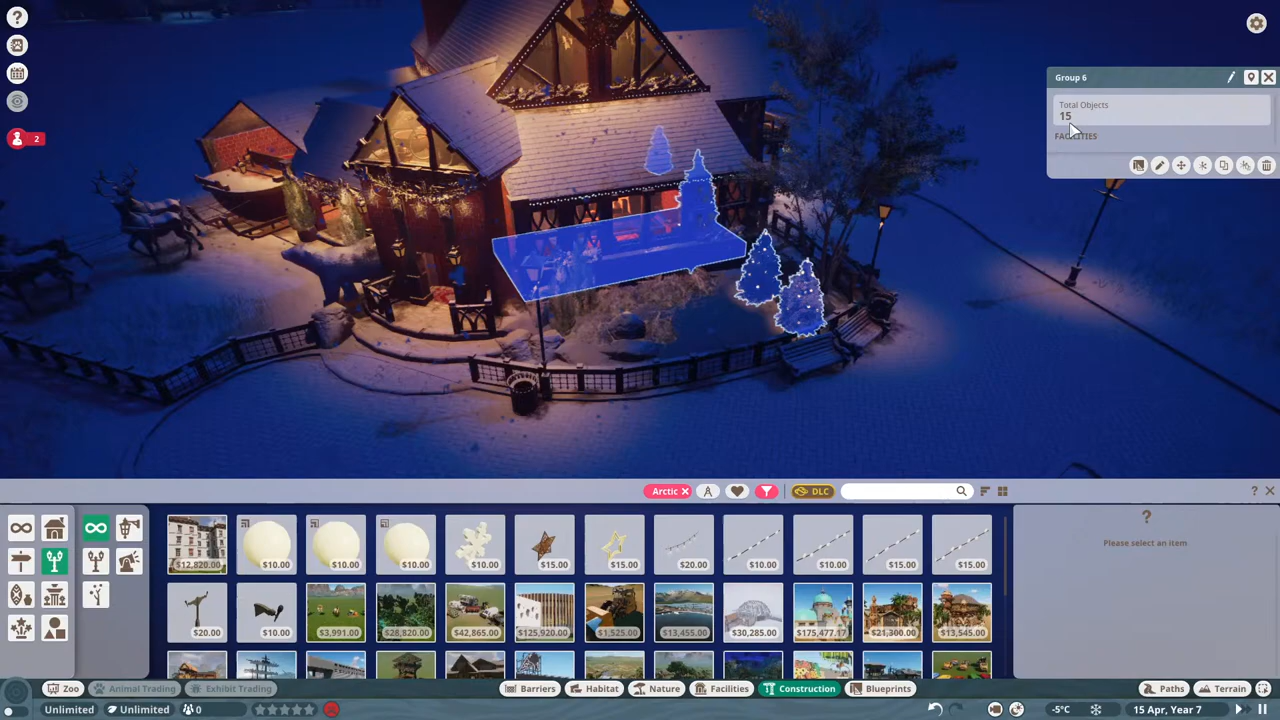 ?
2
Group 6
Total Objects
15
FACILITIES
Arctic
DLC
?
$12,820.00
$10.00
$10.00
$10.00
$10.00
$15.00
$15.00
$20.00
$10.00
$10.00
$15.00
$15.00
$20.00
$10.00
$3,991.00
$28,820.00
$42,865.00
$125,920.00
$1,525.00
$13,455.00
$30,285.00
$175,477.17
$21,300.00
$13,545.00
?
Please select an item
Zoo
Animal Trading
Exhibit Trading
Barriers
Habitat
Nature
Facilities
Construction
Blueprints
Paths
Terrain
Unlimited
Unlimited
0
-5°C
15 Apr, Year 7